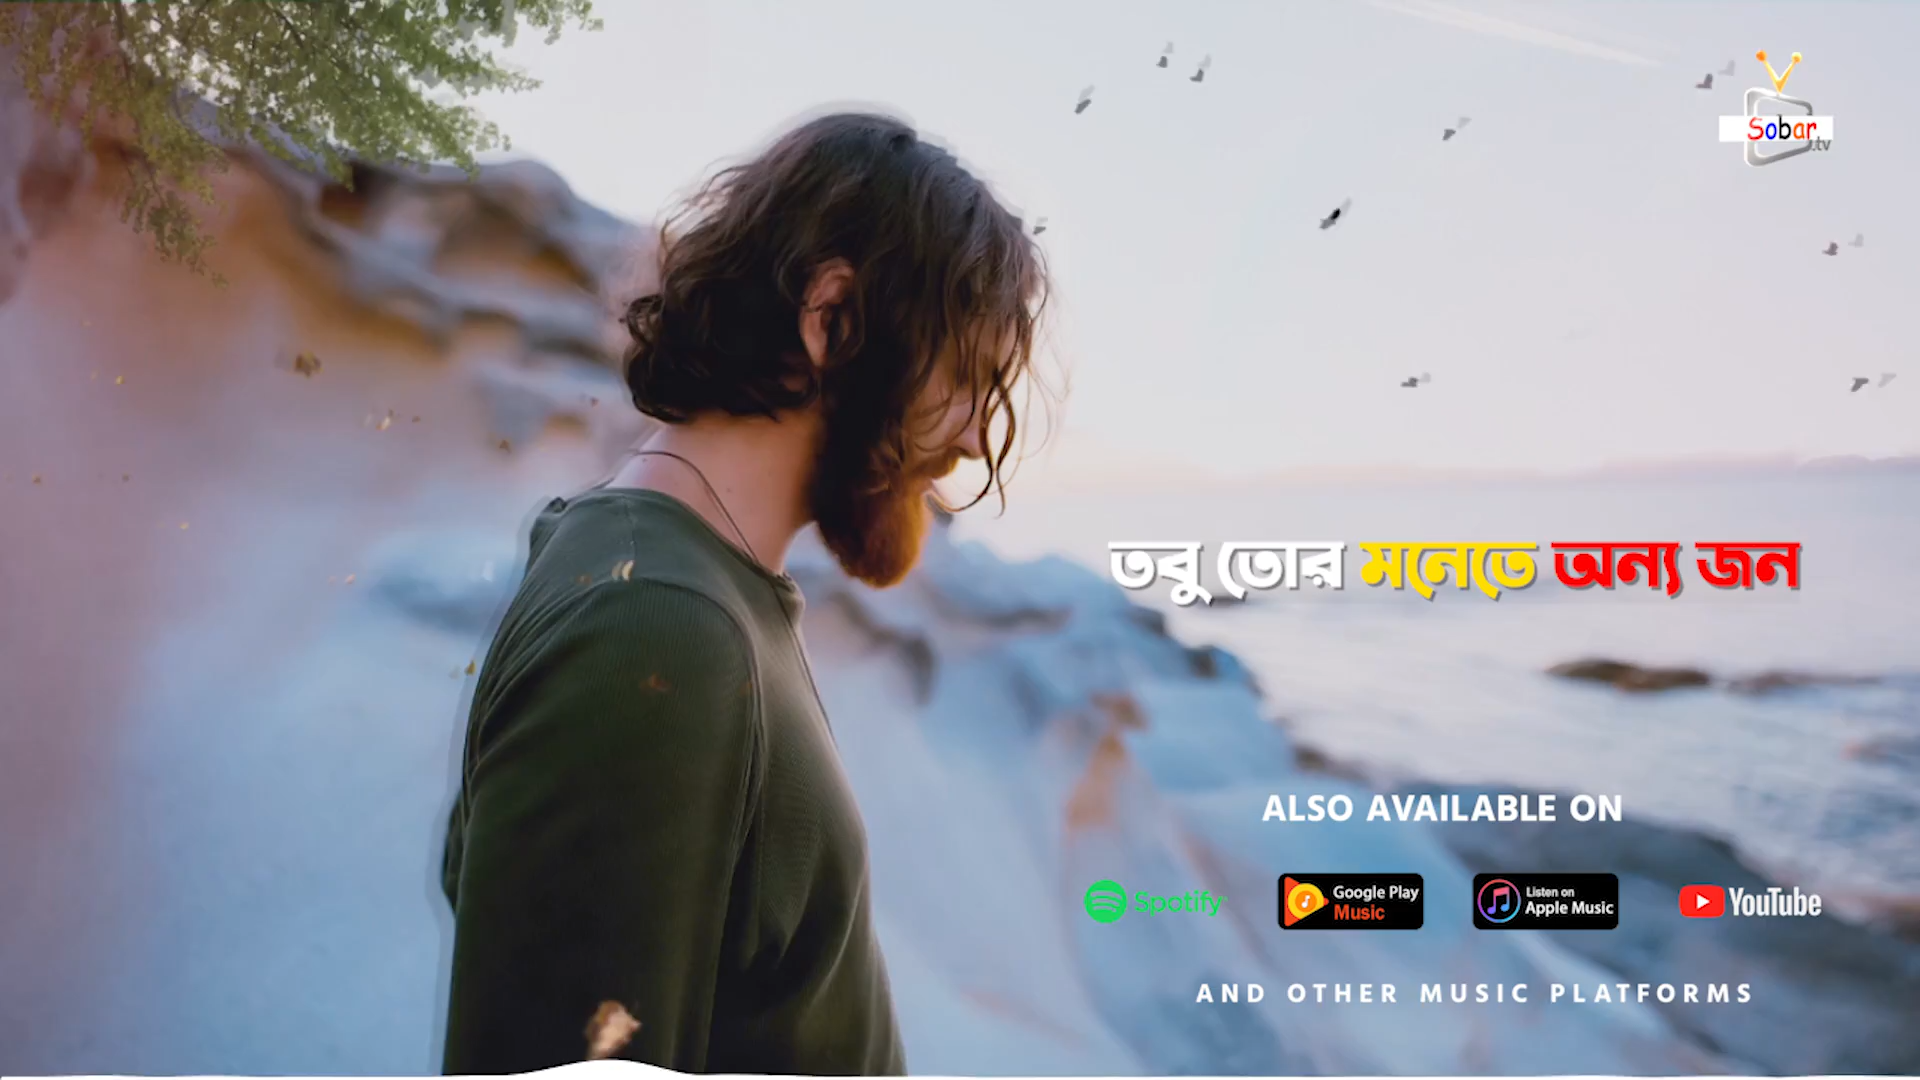 Sobar
.tv
তবু তোর মনেতে অন্য জন
ALSO AVAILABLE ON
Spotify
Google Play
Music
Listen on
Apple Music
YouTube
AND OTHER MUSIC PLATFORMS